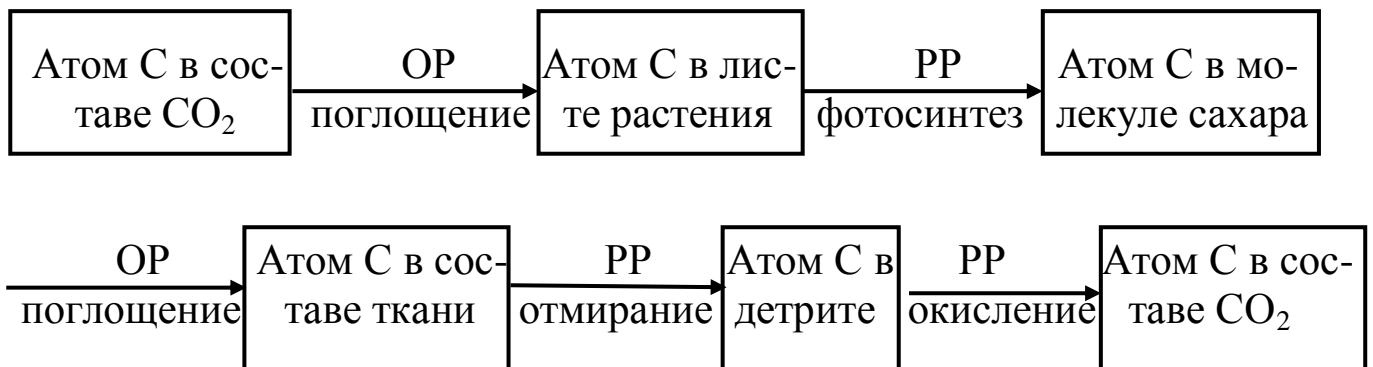 Атом С в сос-
таве CO₂
ОР
поглощение
Атом С в лис-
те растения
РР
фотосинтез
Атом С в мо-
лекуле сахара
ОР
поглощение
Атом С в сос-
таве ткани
РР
отмирание
Атом С в
детрите
РР
окисление
Атом С в сос-
таве CO₂